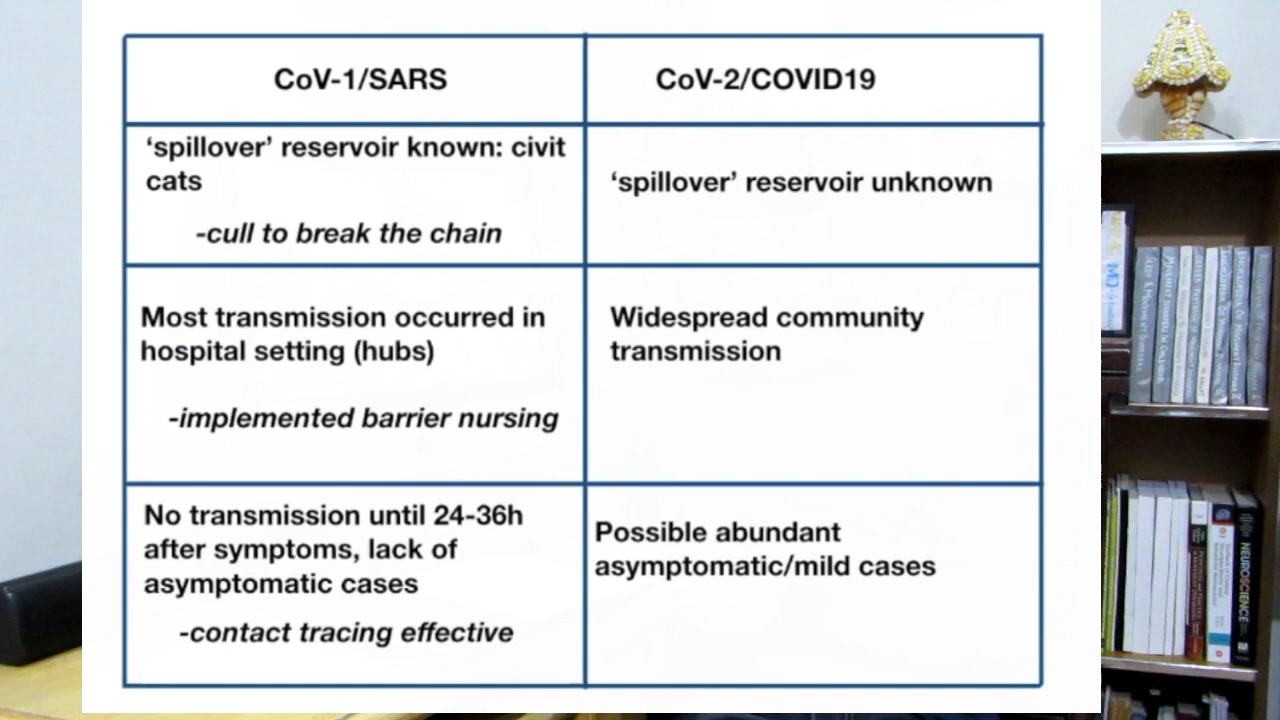 CoV-1/SARS
CoV-2/COVID19
‘spillover’ reservoir known: civit
cats
-cull to break the chain
‘spillover’ reservoir unknown
Most transmission occurred in
hospital setting (hubs)
-implemented barrier nursing
Widespread community
transmission
No transmission until 24-36h
after symptoms, lack of
asymptomatic cases
-contact tracing effective
Possible abundant
asymptomatic/mild cases
NEUROSCIENCE